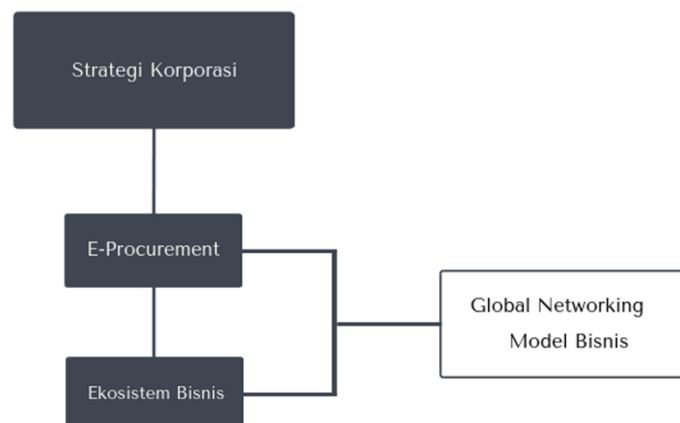 Strategi Korporasi
E-Procurement
Ekosistem Bisnis
Global Networking
Model Bisnis